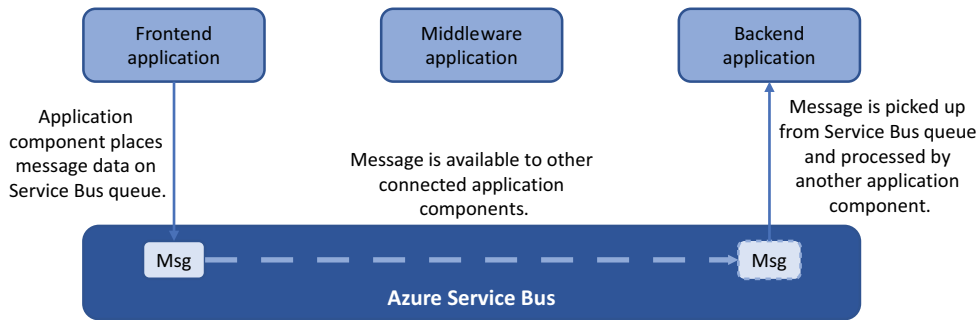 Frontend
application
Middleware
application
Backend
application
Application
component places
message data on
Service Bus queue.
Message is available to other
connected application
components.
Message is picked up
from Service Bus queue
and processed by
another application
component.
Msg
Msg
Azure Service Bus